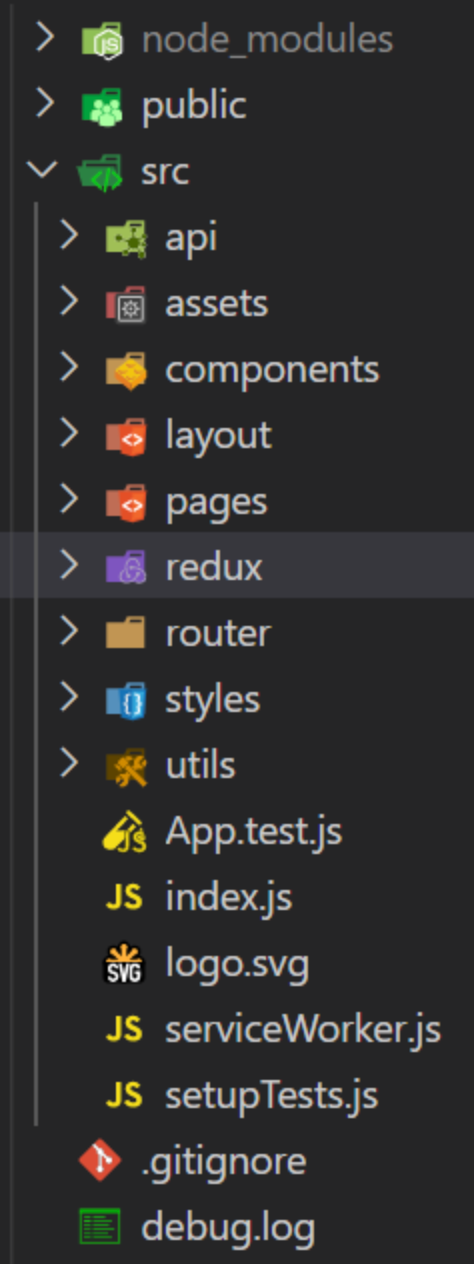 node_modules
public
src
api
assets
components
layout
pages
redux
router
styles
utils
App.test.js
JS index.js
SVG logo.svg
JS serviceWorker.js
JS setupTests.js
.gitignore
debug.log